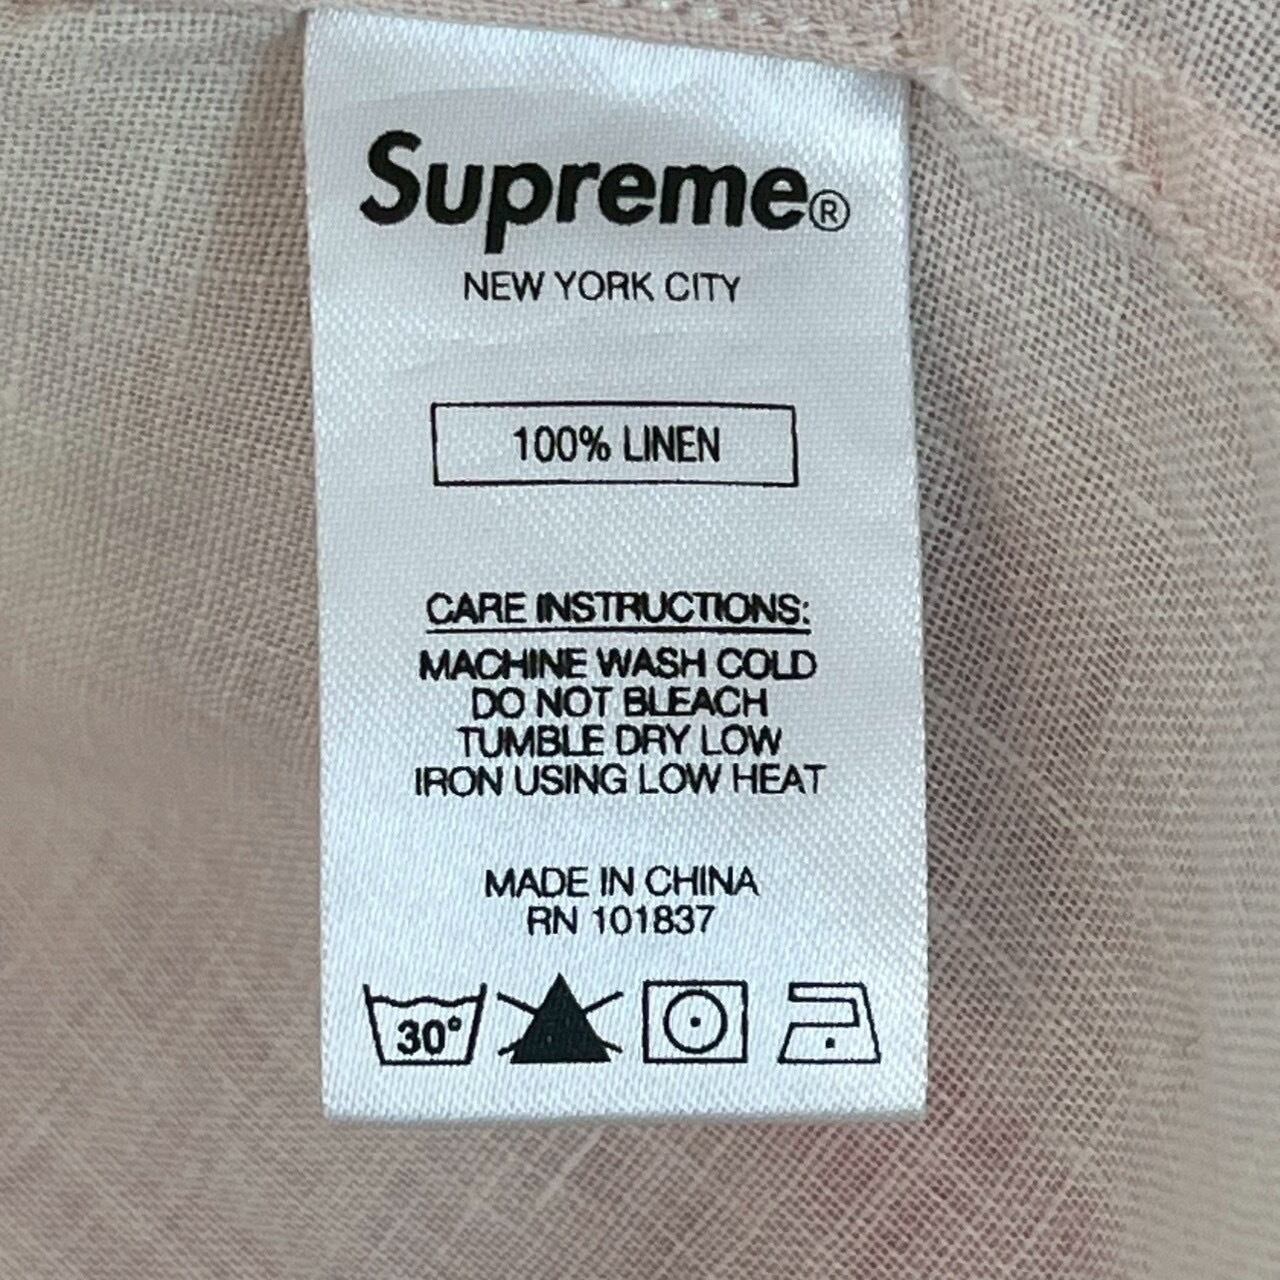 Supreme®
NEW YORK CITY
100% LINEN
CARE INSTRUCTIONS:
MACHINE WASH COLD
DO NOT BLEACH
TUMBLE DRY LOW
IRON USING LOW HEAT
MADE IN CHINA
RN 101837
30°